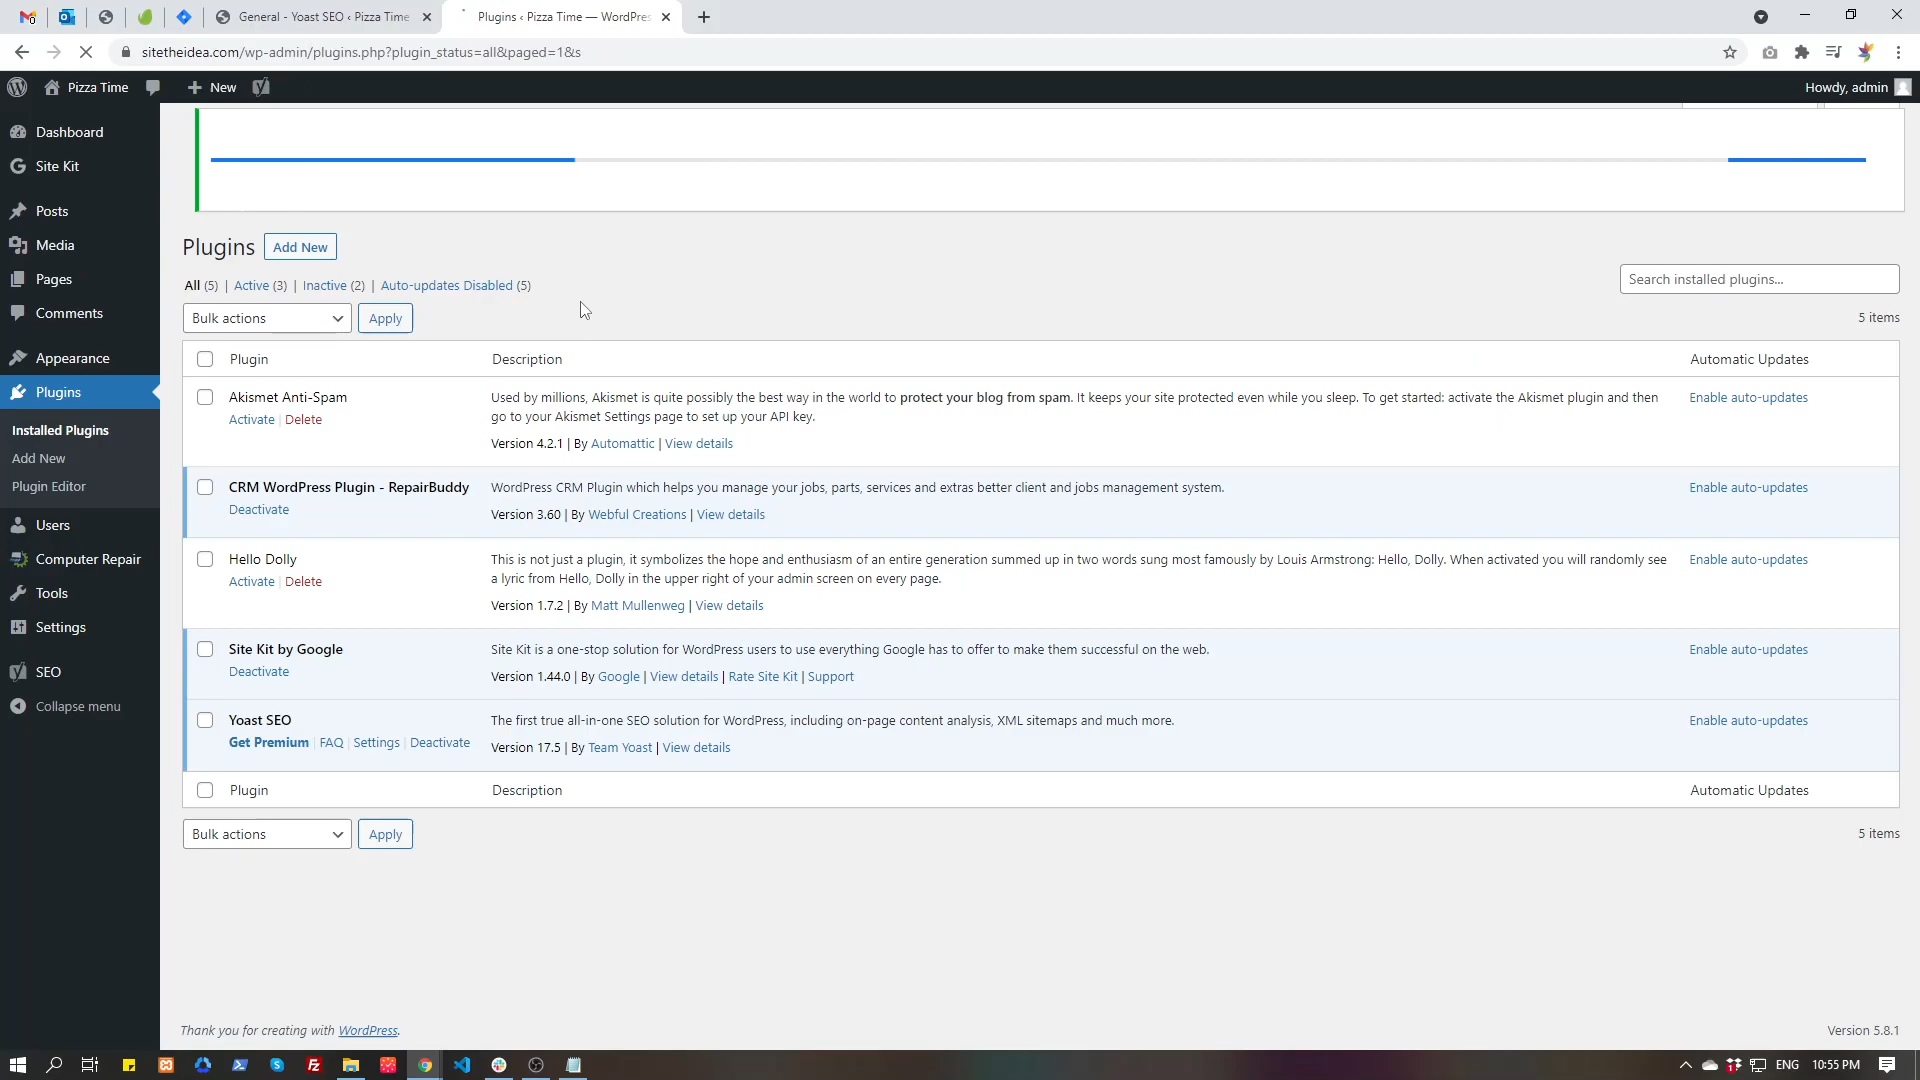 General - Yoast SEO ‹ Pizza Time
Plugins ‹ Pizza Time — WordPres
sitetheidea.com/wp-admin/plugins.php?plugin_status=all&paged=1&s
Pizza Time
New
Howdy, admin
Dashboard
Site Kit
Posts
Media
Pages
Comments
Appearance
Plugins
Installed Plugins
Add New
Plugin Editor
Users
Computer Repair
Tools
Settings
SEO
Collapse menu
Plugins
Add New
All (5) | Active (3) | Inactive (2) | Auto-updates Disabled (5)
Search installed plugins...
Bulk actions
Apply
5 items
Plugin
Description
Automatic Updates
Akismet Anti-Spam
Activate | Delete
Used by millions, Akismet is quite possibly the best way in the world to protect your blog from spam. It keeps your site protected even while you sleep. To get started: activate the Akismet plugin and then
go to your Akismet Settings page to set up your API key.
Version 4.2.1 | By Automattic | View details
Enable auto-updates
CRM WordPress Plugin - RepairBuddy
Deactivate
WordPress CRM Plugin which helps you manage your jobs, parts, services and extras better client and jobs management system.
Version 3.60 | By Webful Creations | View details
Enable auto-updates
Hello Dolly
Activate | Delete
This is not just a plugin, it symbolizes the hope and enthusiasm of an entire generation summed up in two words sung most famously by Louis Armstrong: Hello, Dolly. When activated you will randomly see
a lyric from Hello, Dolly in the upper right of your admin screen on every page.
Version 1.7.2 | By Matt Mullenweg | View details
Enable auto-updates
Site Kit by Google
Deactivate
Site Kit is a one-stop solution for WordPress users to use everything Google has to offer to make them successful on the web.
Version 1.44.0 | By Google | View details | Rate Site Kit | Support
Enable auto-updates
Yoast SEO
Get Premium | FAQ | Settings | Deactivate
The first true all-in-one SEO solution for WordPress, including on-page content analysis, XML sitemaps and much more.
Version 17.5 | By Team Yoast | View details
Enable auto-updates
Plugin
Description
Automatic Updates
Bulk actions
Apply
5 items
Thank you for creating with WordPress.
Version 5.8.1
ENG
10:55 PM